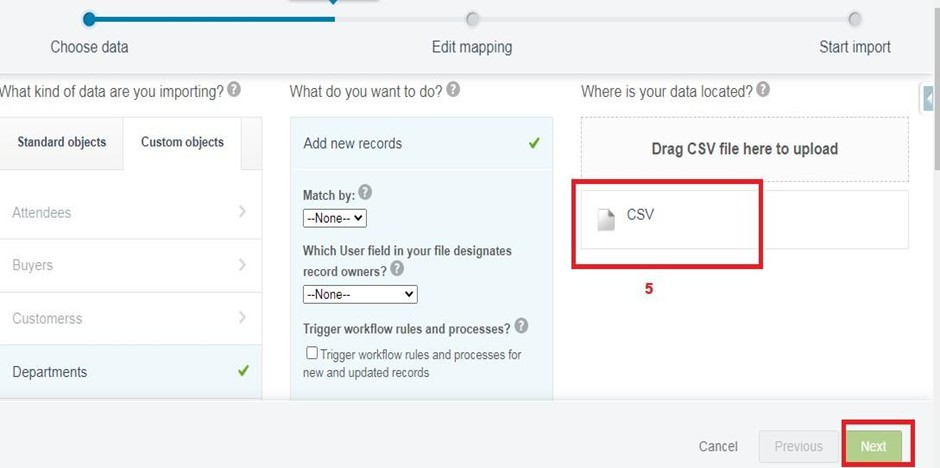 Choose data
Edit mapping
Start import
What kind of data are you importing? ?
What do you want to do? ?
Where is your data located? ?
Standard objects
Custom objects
Attendees
Buyers
Customerss
Departments
Add new records
Match by: ?
--None--
Which User field in your file designates
record owners? ?
--None--
Trigger workflow rules and processes? ?
Trigger workflow rules and processes for
new and updated records
Drag CSV file here to upload
CSV
5
Cancel
Previous
Next